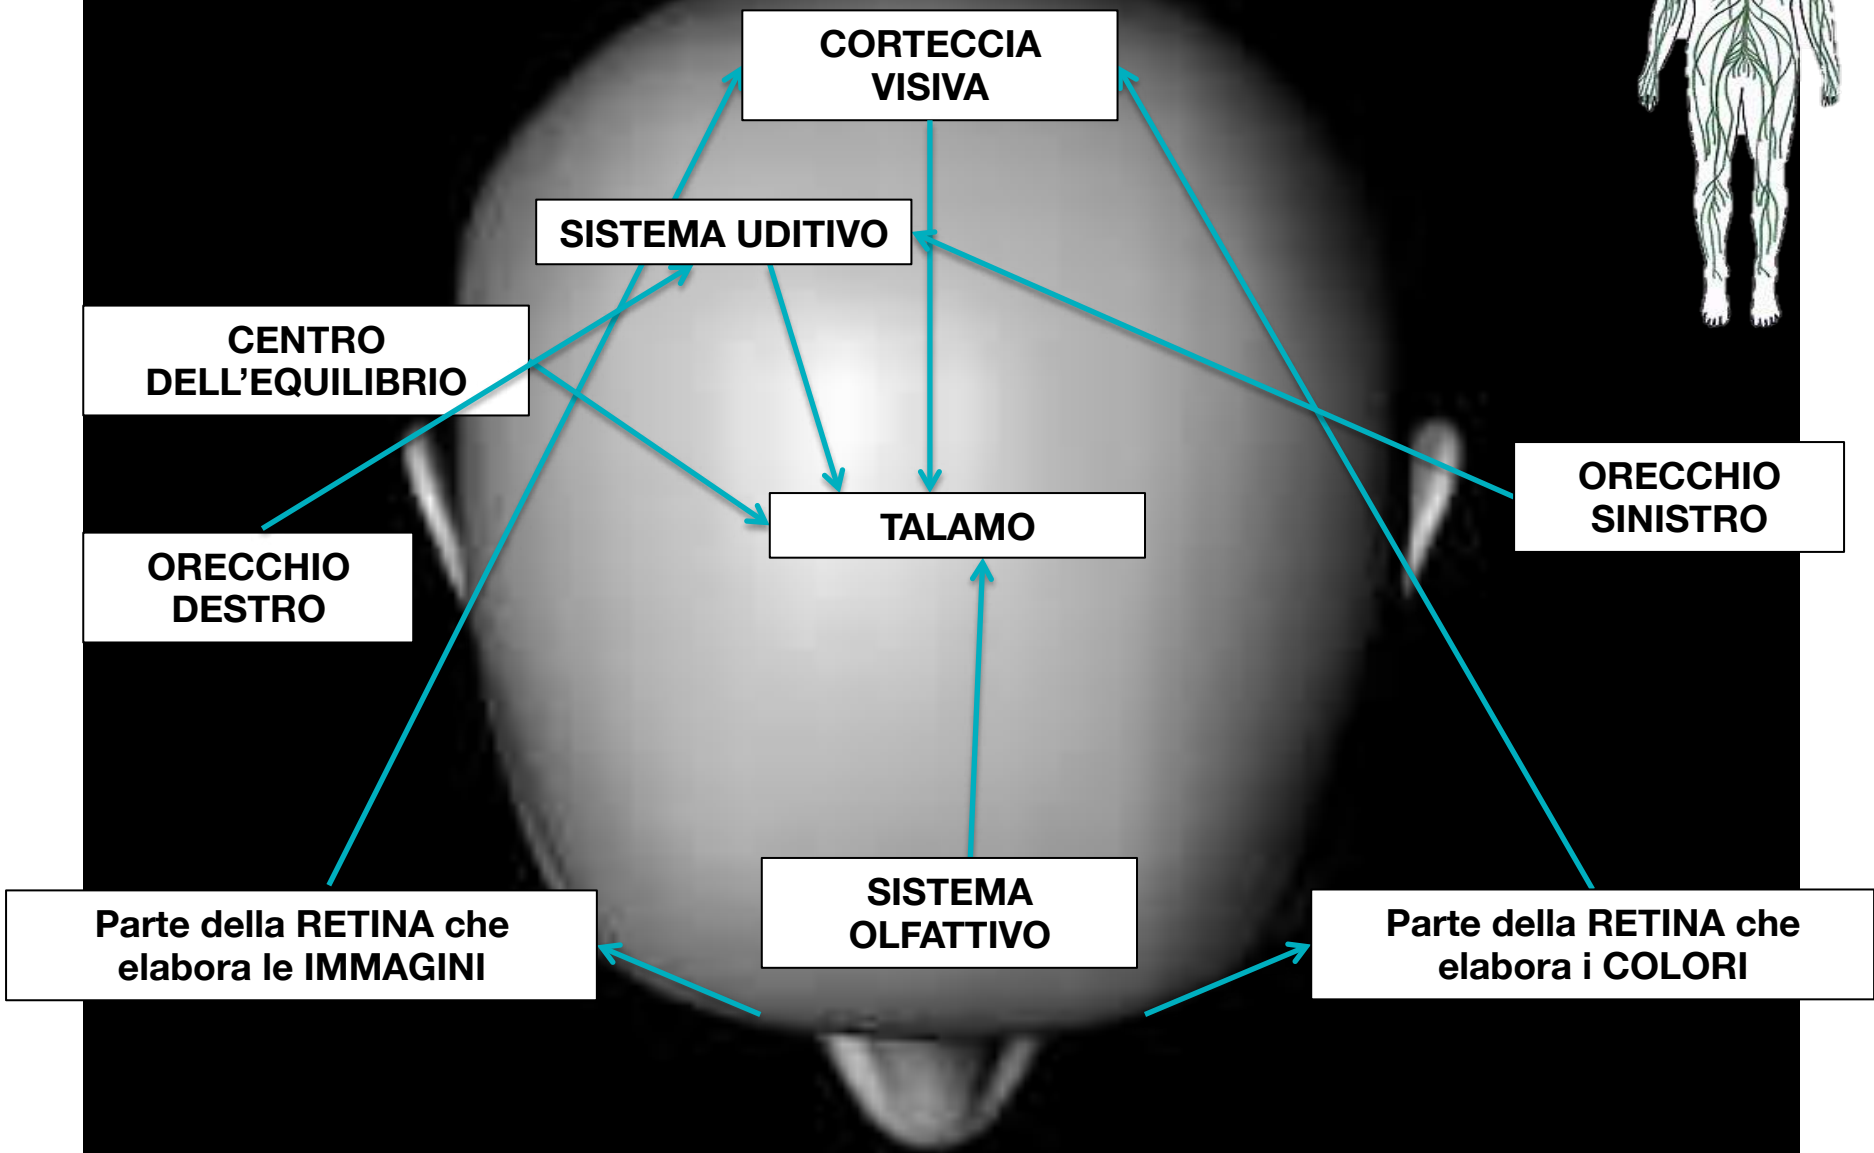 CORTECCIA
VISIVA
SISTEMA UDITIVO
CENTRO
DELL’EQUILIBRIO
ORECCHIO
SINISTRO
TALAMO
ORECCHIO
DESTRO
SISTEMA
OLFATTIVO
Parte della RETINA che
elabora le IMMAGINI
Parte della RETINA che
elabora i COLORI